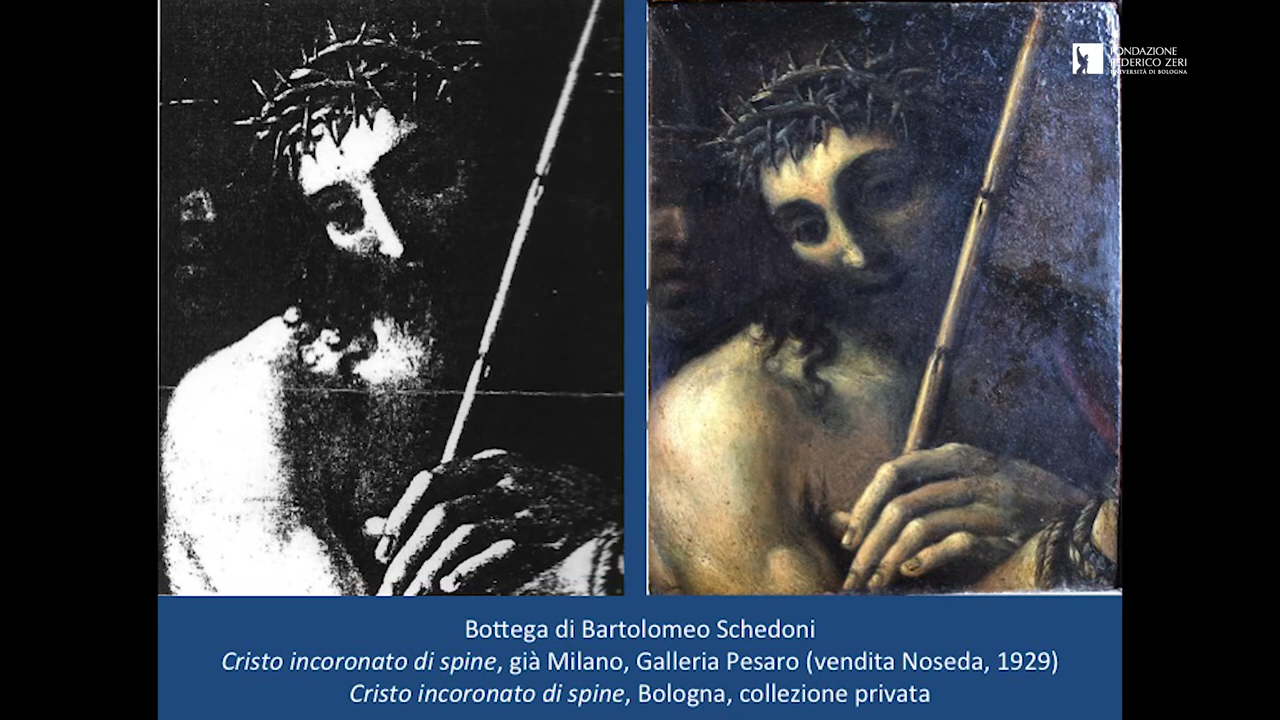 FONDAZIONE
FEDERICO ZERI
UNIVERSITÀ DI BOLOGNA
Bottega di Bartolomeo Schedoni
Cristo incoronato di spine, già Milano, Galleria Pesaro (vendita Noseda, 1929)
Cristo incoronato di spine, Bologna, collezione privata